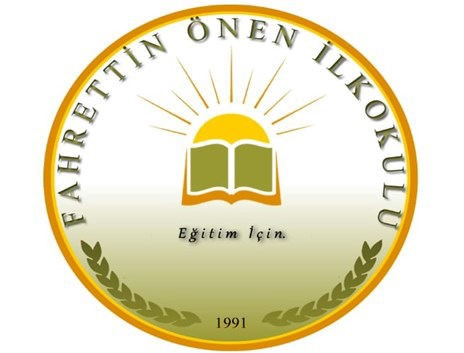 FAHRETTİN ÖNEN İLKOKULU
Eğitim İçin.
1991